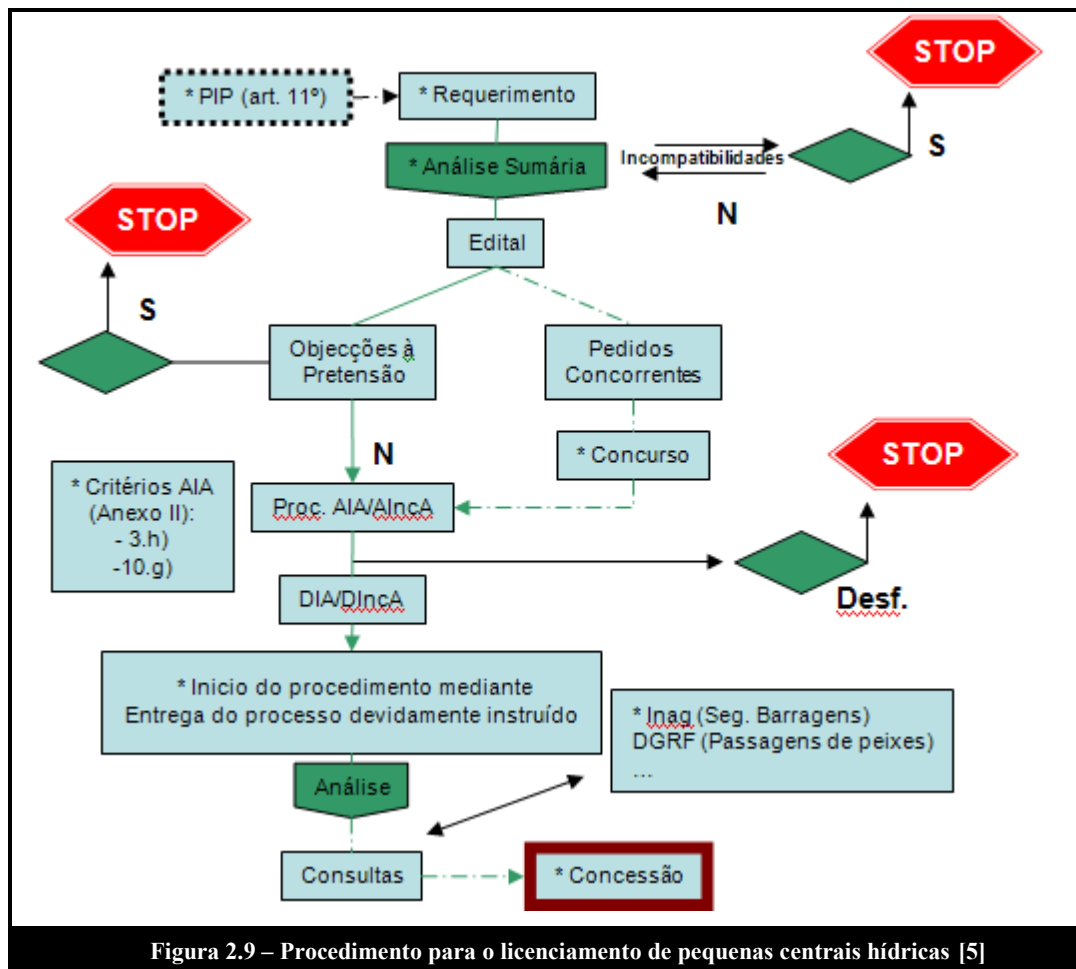 STOP
* PIP (art. 11º)
* Requerimento
* Análise Sumária
Incompatibilidades
S
N
STOP
Edital
S
Objecções à
Pretensão
Pedidos
Concorrentes
N
* Concurso
STOP
* Critérios AIA
(Anexo II):
- 3.h)
-10.g)
Proc. AIA/AIncA
Desf.
DIA/DIncA
* Inicio do procedimento mediante
Entrega do processo devidamente instruído
* Inag (Seg. Barragens)
DGRF (Passagens de peixes)
...
Análise
Consultas
* Concessão
Figura 2.9 – Procedimento para o licenciamento de pequenas centrais hídricas [5]